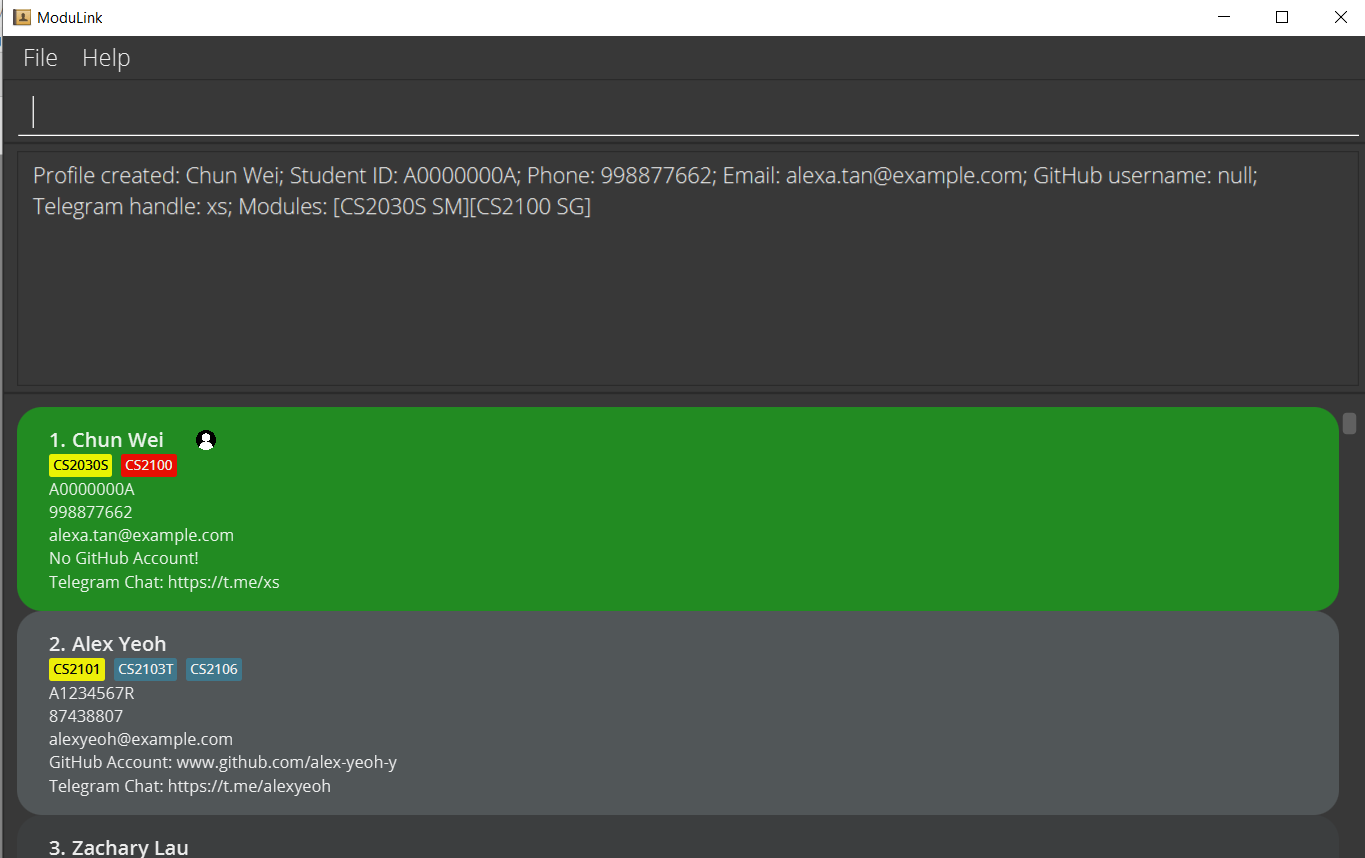 ModuLink
File Help
Profile created: Chun Wei; Student ID: A0000000A; Phone: 998877662; Email: alexa.tan@example.com; GitHub username: null;
Telegram handle: xs; Modules: [CS2030S SM][CS2100 SG]
1. Chun Wei
CS2030S CS2100
A0000000A
998877662
alexa.tan@example.com
No GitHub Account!
Telegram Chat: https://t.me/xs
2. Alex Yeoh
CS2101 CS2103T CS2106
A1234567R
87438807
alexyeoh@example.com
GitHub Account: www.github.com/alex-yeoh-y
Telegram Chat: https://t.me/alexyeoh
3. Zachary Lau